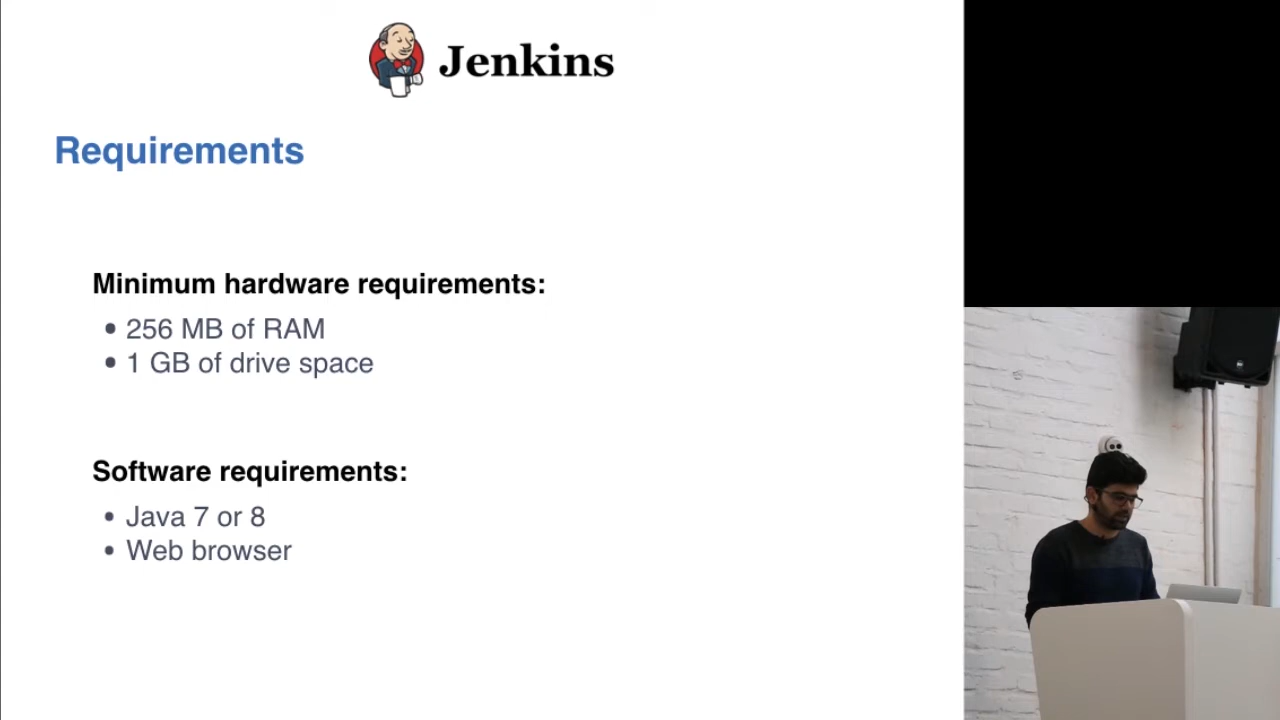 Jenkins
Requirements
Minimum hardware requirements:
• 256 MB of RAM
• 1 GB of drive space
Software requirements:
• Java 7 or 8
• Web browser